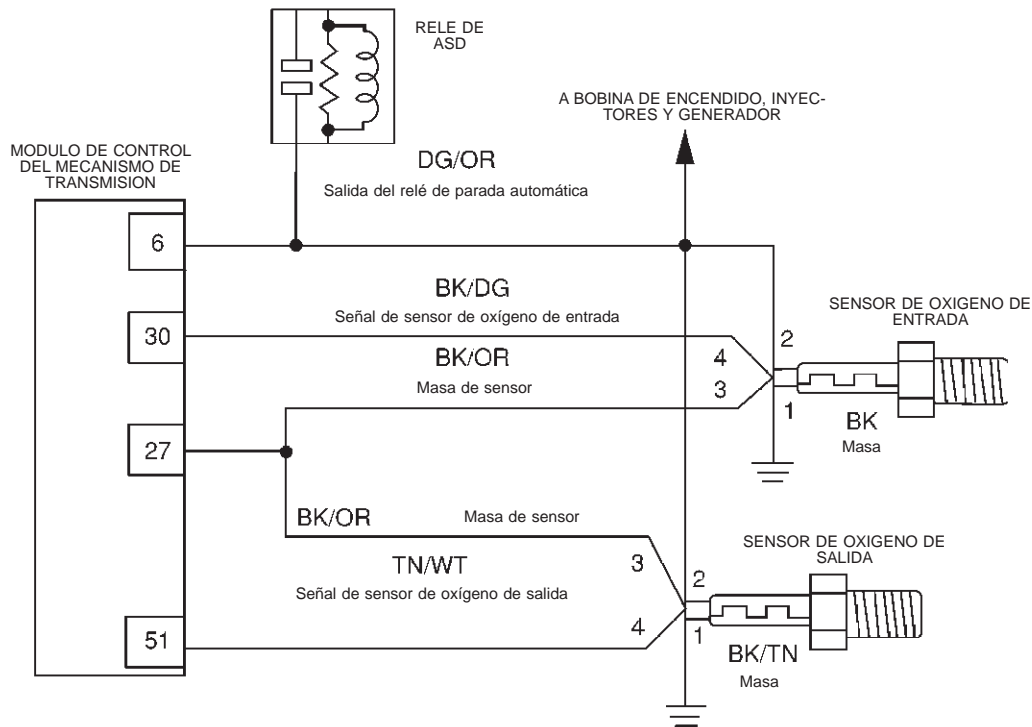 RELE DE
ASD
A BOBINA DE ENCENDIDO, INYEC-
TORES Y GENERADOR
MODULO DE CONTROL
DEL MECANISMO DE
TRANSMISION
DG/OR
Salida del relé de parada automática
6
BK/DG
Señal de sensor de oxígeno de entrada
SENSOR DE OXIGENO DE
ENTRADA
30
2
4
BK/OR
Masa de sensor
3
1
BK
Masa
27
BK/OR
Masa de sensor
SENSOR DE OXIGENO DE
SALIDA
3
TN/WT
Señal de sensor de oxígeno de salida
2
4
1
51
BK/TN
Masa